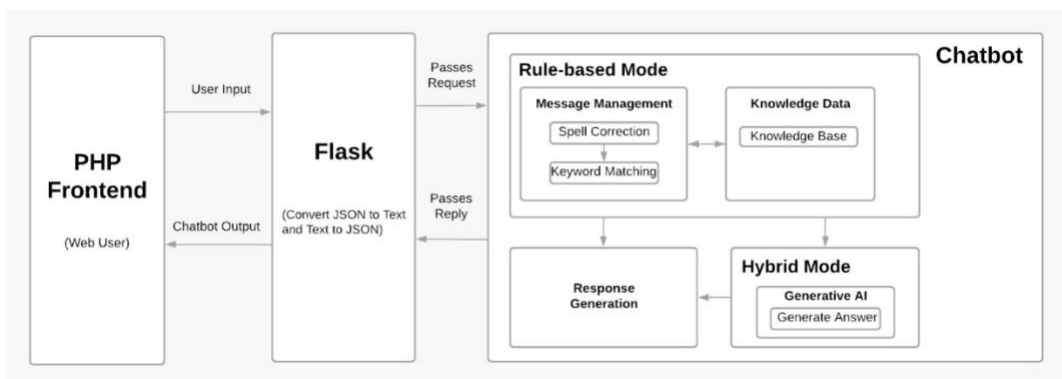 PHP
Frontend
(Web User)
User Input
Chatbot Output
Flask
(Convert JSON to Text
and Text to JSON)
Passes
Request
Passes
Reply
Chatbot
Rule-based Mode
Message Management
Spell Correction
Keyword Matching
Knowledge Data
Knowledge Base
Response
Generation
Hybrid Mode
Generative AI
Generate Answer